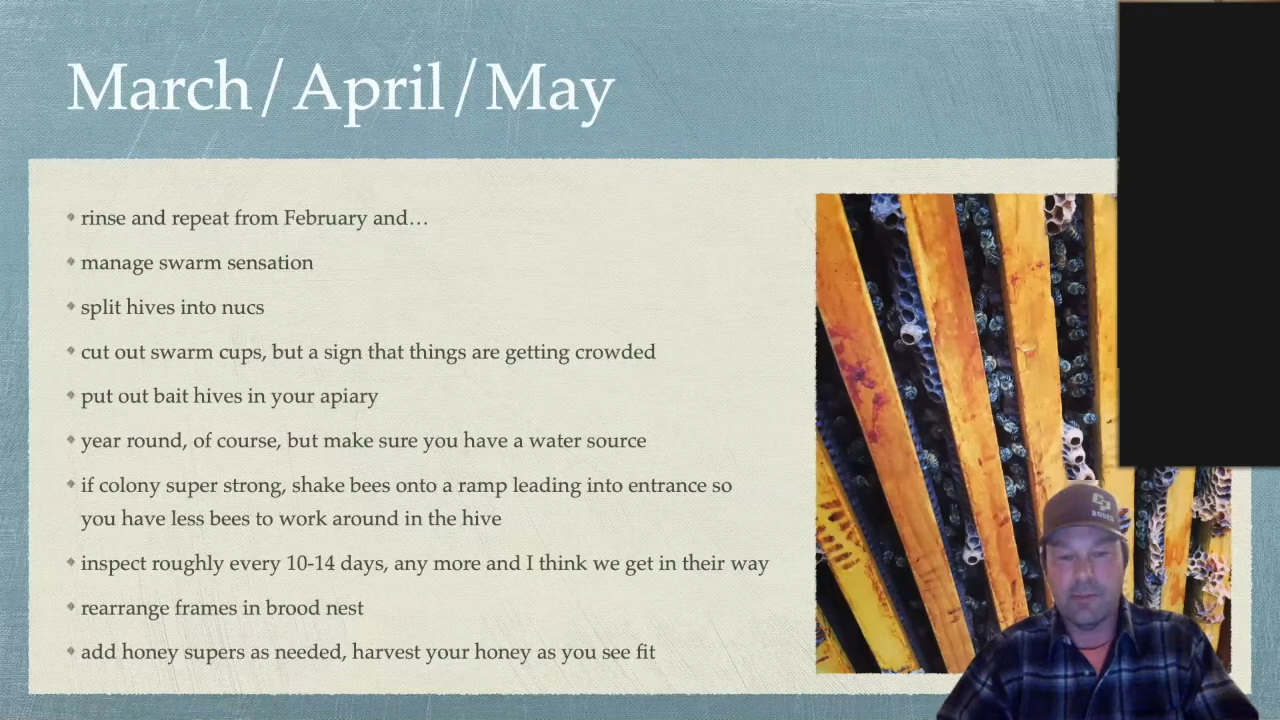 March/April/May
rinse and repeat from February and…
manage swarm sensation
split hives into nucs
cut out swarm cups, but a sign that things are getting crowded
put out bait hives in your apiary
year round, of course, but make sure you have a water source
if colony super strong, shake bees onto a ramp leading into entrance so
you have less bees to work around in the hive
inspect roughly every 10-14 days, any more and I think we get in their way
rearrange frames in brood nest
add honey supers as needed, harvest your honey as you see fit